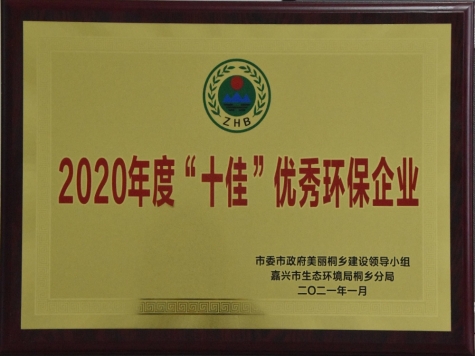 ZHB
2020年度“十佳”优秀环保企业
市委市政府美丽桐乡建设领导小组
嘉兴市生态环境局桐乡分局
二〇二一年一月